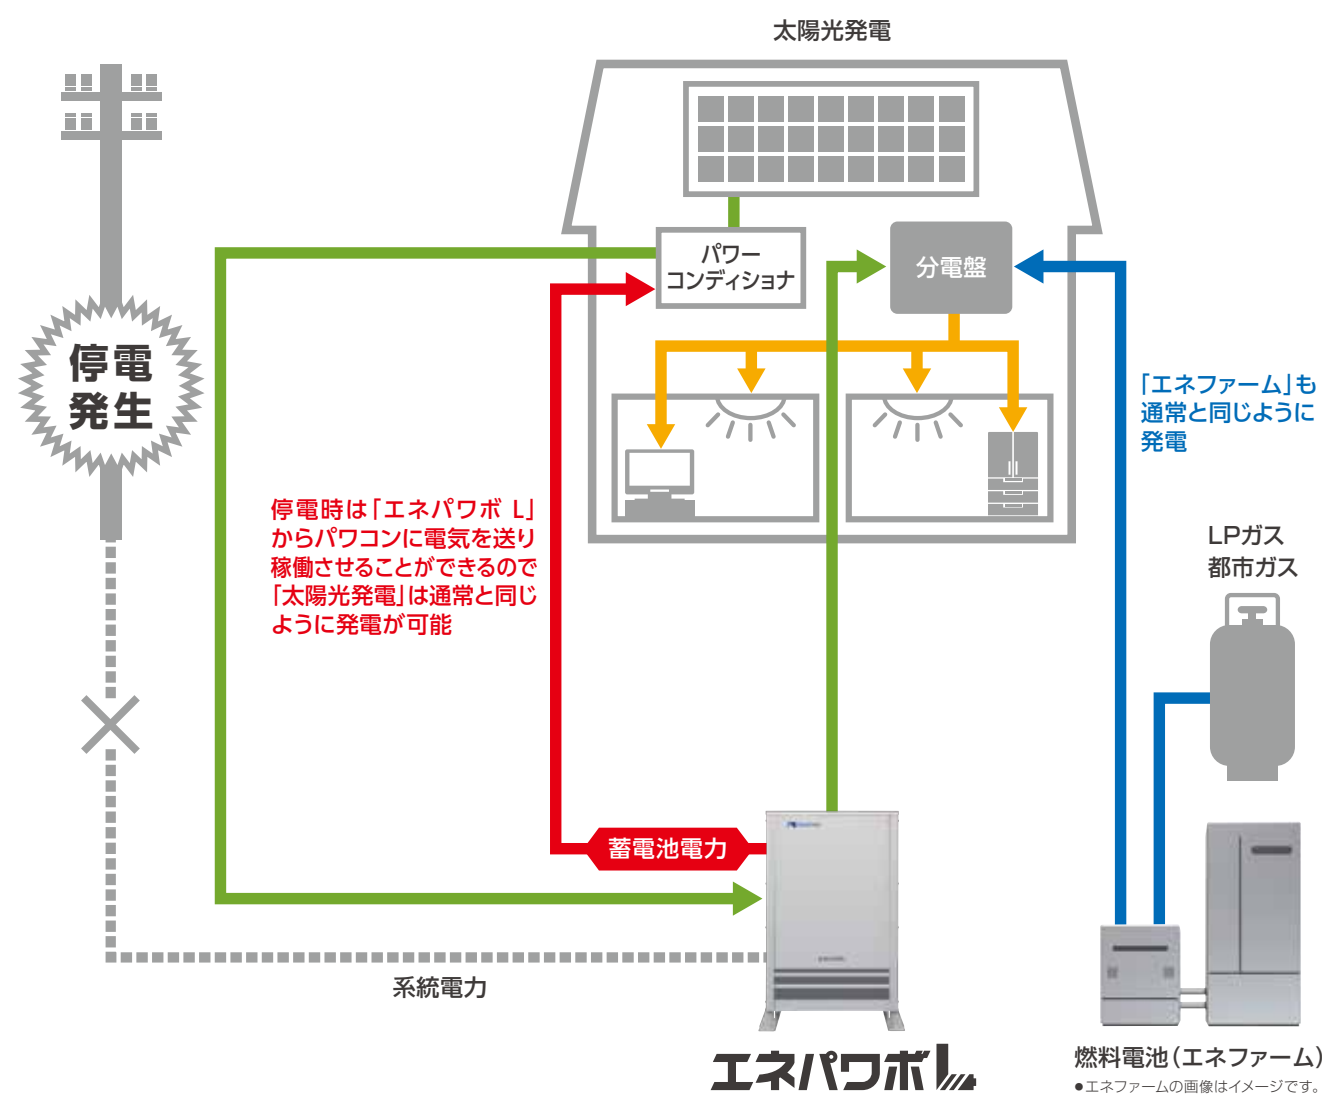 太陽光発電
パワー
コンディショナ
分電盤
停電
発生
「エネファーム」も
通常と同じように
発電
停電時は「エネパワボ L」
からパワコンに電気を送り
稼働させることができるので
「太陽光発電」は通常と同じ
ように発電が可能
LPガス
都市ガス
蓄電池電力
系統電力
エネパワボL
燃料電池（エネファーム）
●エネファームの画像はイメージです。